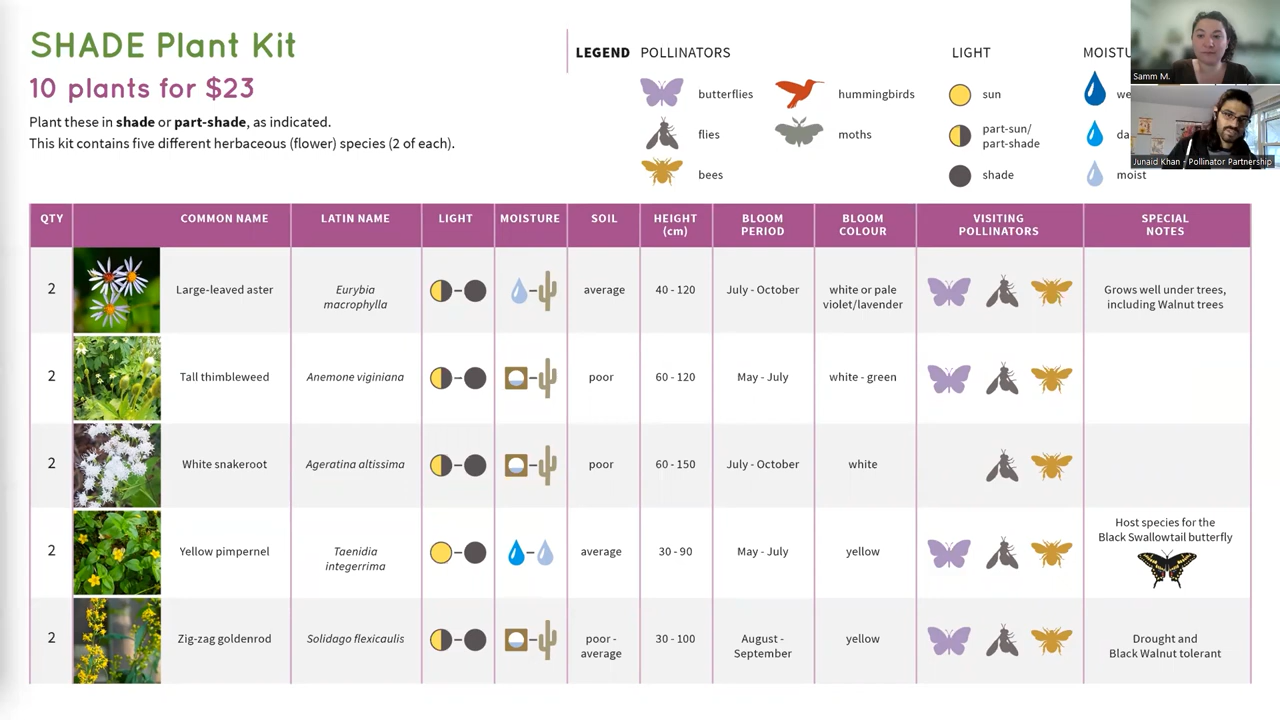 SHADE Plant Kit
10 plants for $23
Plant these in shade or part-shade, as indicated.
This kit contains five different herbaceous (flower) species (2 of each).
LEGEND POLLINATORS
butterflies
hummingbirds
flies
moths
bees
LIGHT
sun
part-sun/
part-shade
shade
moist
Samm M.
Junaid Khan - Pollinator Partnership
QTY COMMON NAME LATIN NAME LIGHT MOISTURE SOIL HEIGHT (cm) BLOOM PERIOD BLOOM COLOUR VISITING POLLINATORS SPECIAL NOTES
2 Large-leaved aster Eurybia macrophylla average 40 - 120 July - October white or pale violet/lavender Grows well under trees, including Walnut trees
2 Tall thimbleweed Anemone viginiana poor 60 - 120 May - July white - green
2 White snakeroot Ageratina altissima poor 60 - 150 July - October white
2 Yellow pimpernel Taenidia integerrima average 30 - 90 May - July yellow Host species for the Black Swallowtail butterfly
2 Zig-zag goldenrod Solidago flexicaulis poor - average 30 - 100 August - September yellow Drought and Black Walnut tolerant